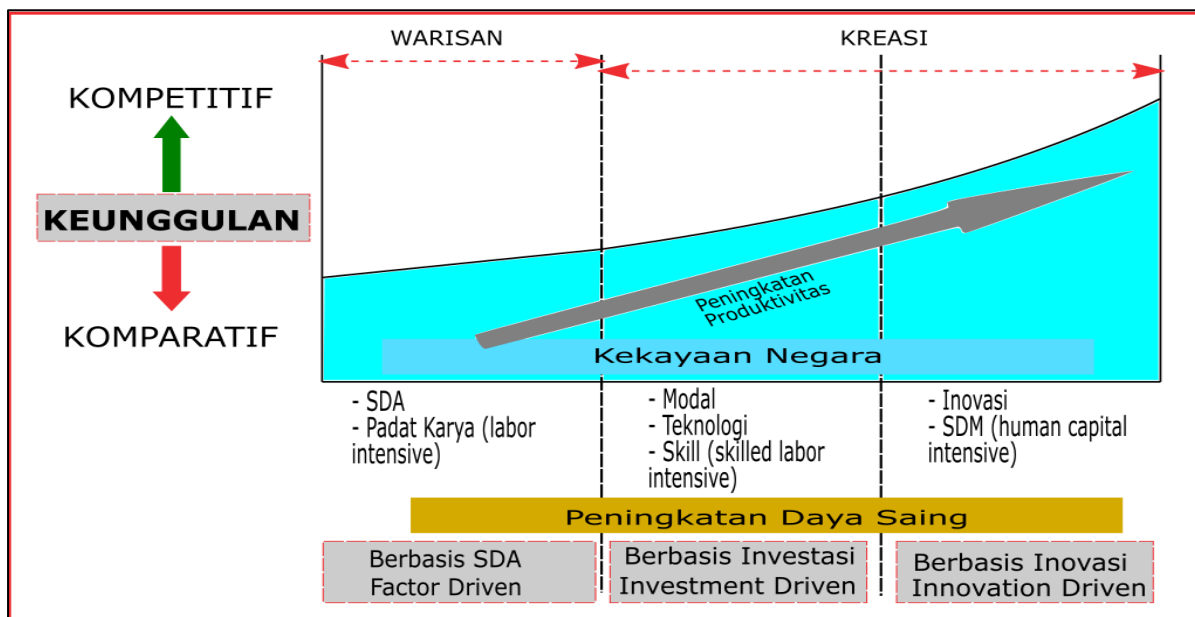 WARISAN
KREASI
KOMPETITIF
KEUNGGULAN
KOMPARATIF
Peningkatan
Produktivitas
Kekayaan Negara
- SDA
- Padat Karya (labor
intensive)
- Modal
- Teknologi
- Skill (skilled labor
intensive)
- Inovasi
- SDM (human capital
intensive)
Peningkatan Daya Saing
Berbasis SDA
Factor Driven
Berbasis Investasi
Investment Driven
Berbasis Inovasi
Innovation Driven